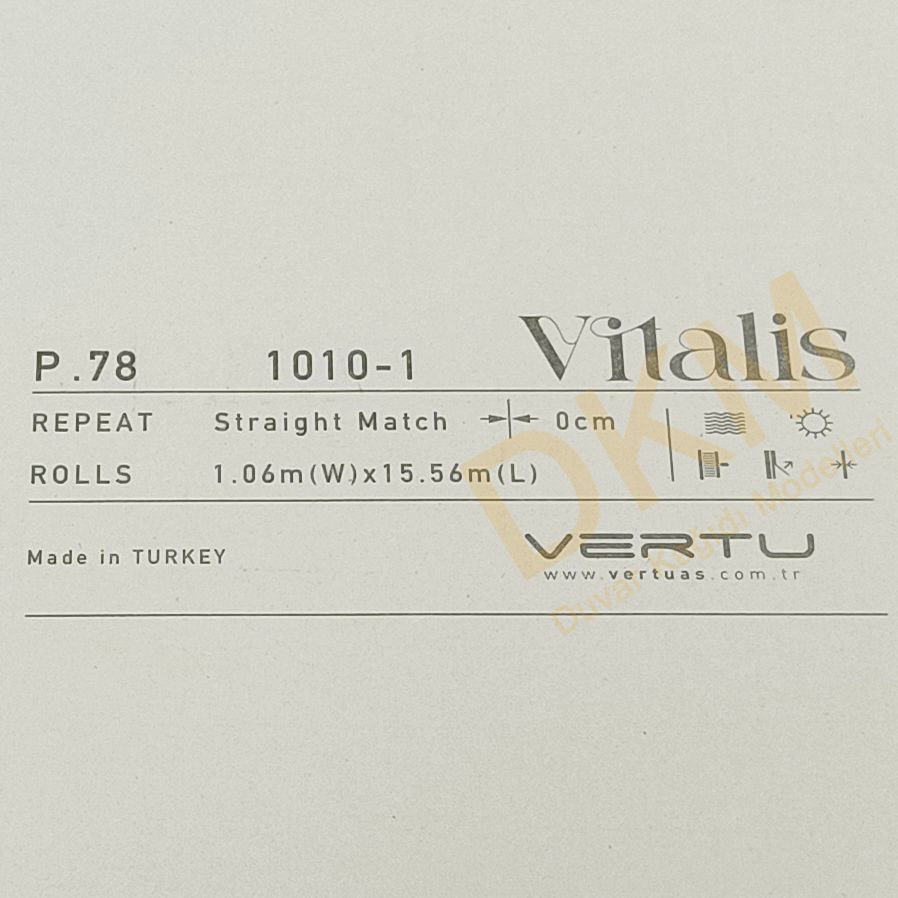 P.78 1010-1 Vitalis
REPEAT Straight Match 0cm
ROLLS 1.06m(W)x15.56m(L)
Made in TURKEY
VERTU
www.vertuas.com.tr
DKM
Duvar Kağıdı Modelleri